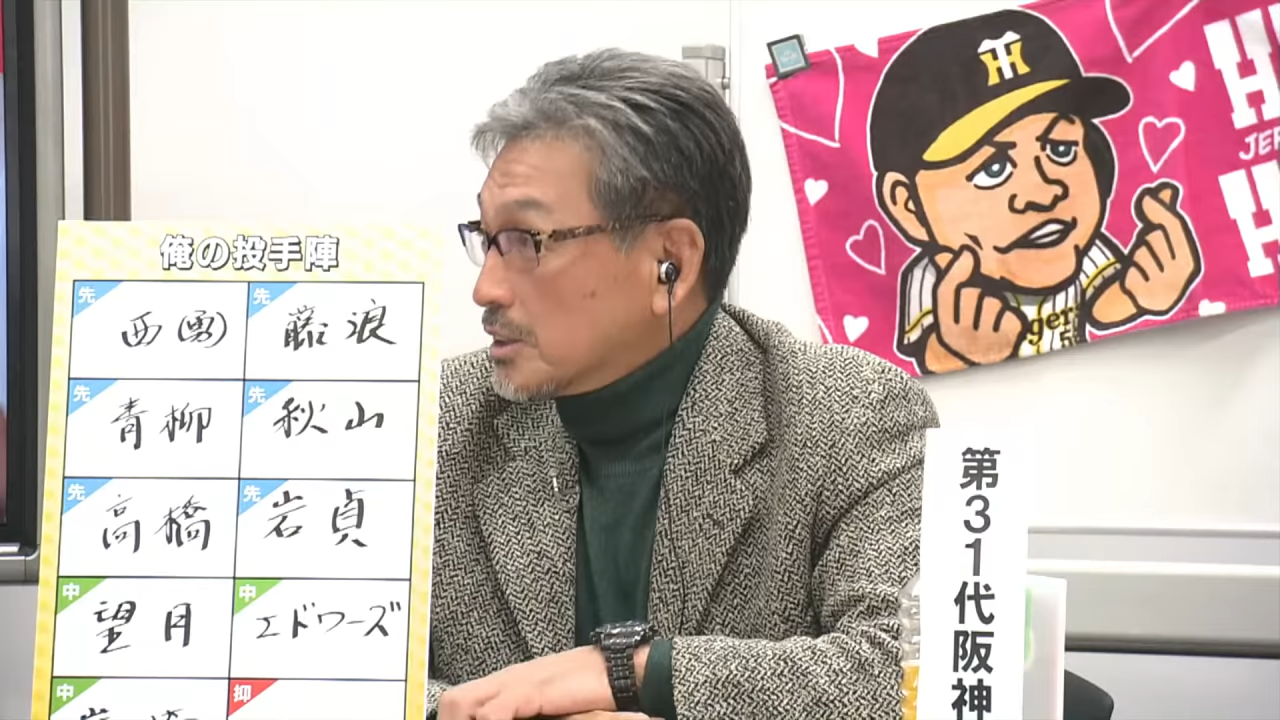 俺の投手陣
先 西(勇) 先 藤浪
先 青柳 先 秋山
先 高橋 先 岩貞
中 望月 中 エドワーズ
中 抑
第31代阪神